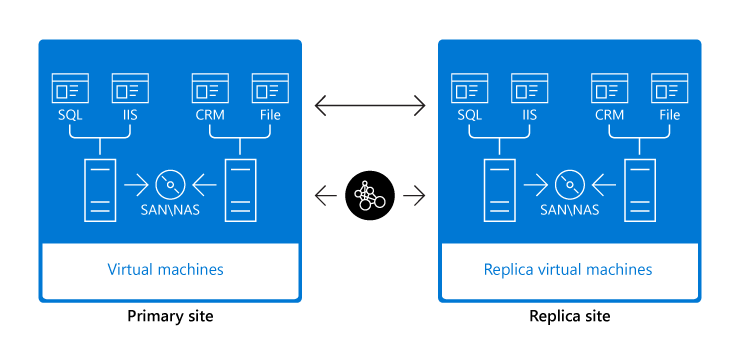 SQL IIS CRM File
SQL IIS CRM File
SAN\NAS
SAN\NAS
Virtual machines
Replica virtual machines
Primary site
Replica site